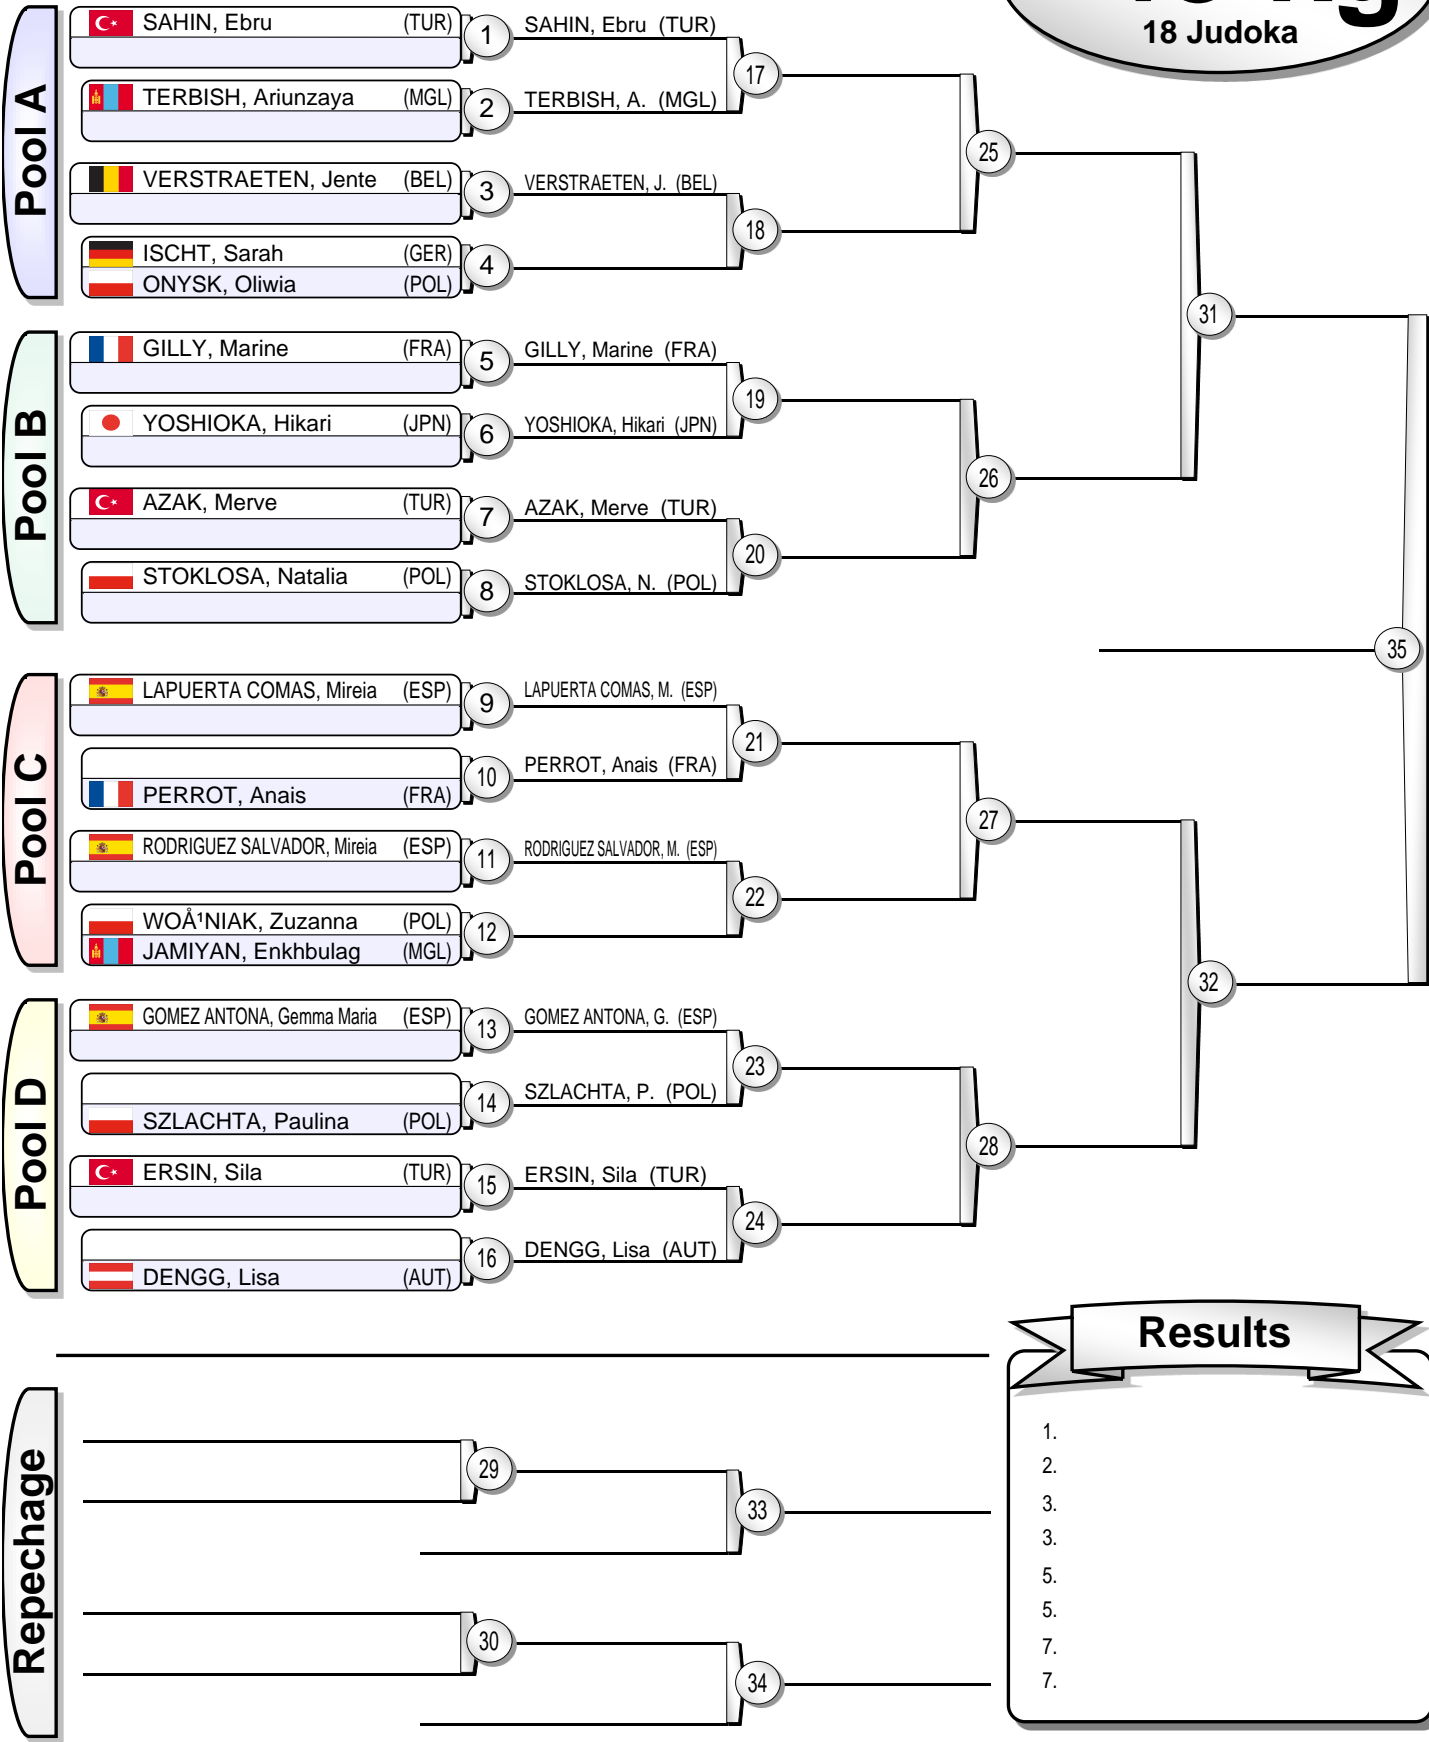 18 Judoka
Pool A
SAHIN, Ebru (TUR) 1 SAHIN, Ebru (TUR)
17
TERBISH, Ariunzaya (MGL) 2 TERBISH, A. (MGL)
25
VERSTRAETEN, Jente (BEL) 3 VERSTRAETEN, J. (BEL)
18
ISCHT, Sarah (GER) 4
ONYSK, Oliwia (POL)
31
Pool B
GILLY, Marine (FRA) 5 GILLY, Marine (FRA)
19
YOSHIOKA, Hikari (JPN) 6 YOSHIOKA, Hikari (JPN)
26
AZAK, Merve (TUR) 7 AZAK, Merve (TUR)
20
STOKLOSA, Natalia (POL) 8 STOKLOSA, N. (POL)
35
Pool C
LAPUERTA COMAS, Mireia (ESP) 9 LAPUERTA COMAS, M. (ESP)
21
10 PERROT, Anais (FRA)
PERROT, Anais (FRA)
27
RODRIGUEZ SALVADOR, Mireia (ESP) 11 RODRIGUEZ SALVADOR, M. (ESP)
22
WOÅ¹NIAK, Zuzanna (POL) 12
JAMIYAN, Enkhbulag (MGL)
32
Pool D
GOMEZ ANTONA, Gemma Maria (ESP) 13 GOMEZ ANTONA, G. (ESP)
23
14 SZLACHTA, P. (POL)
SZLACHTA, Paulina (POL)
28
ERSIN, Sila (TUR) 15 ERSIN, Sila (TUR)
24
16 DENGG, Lisa (AUT)
DENGG, Lisa (AUT)
Repechage
29
33
30
34
Results
1.
2.
3.
3.
5.
5.
7.
7.